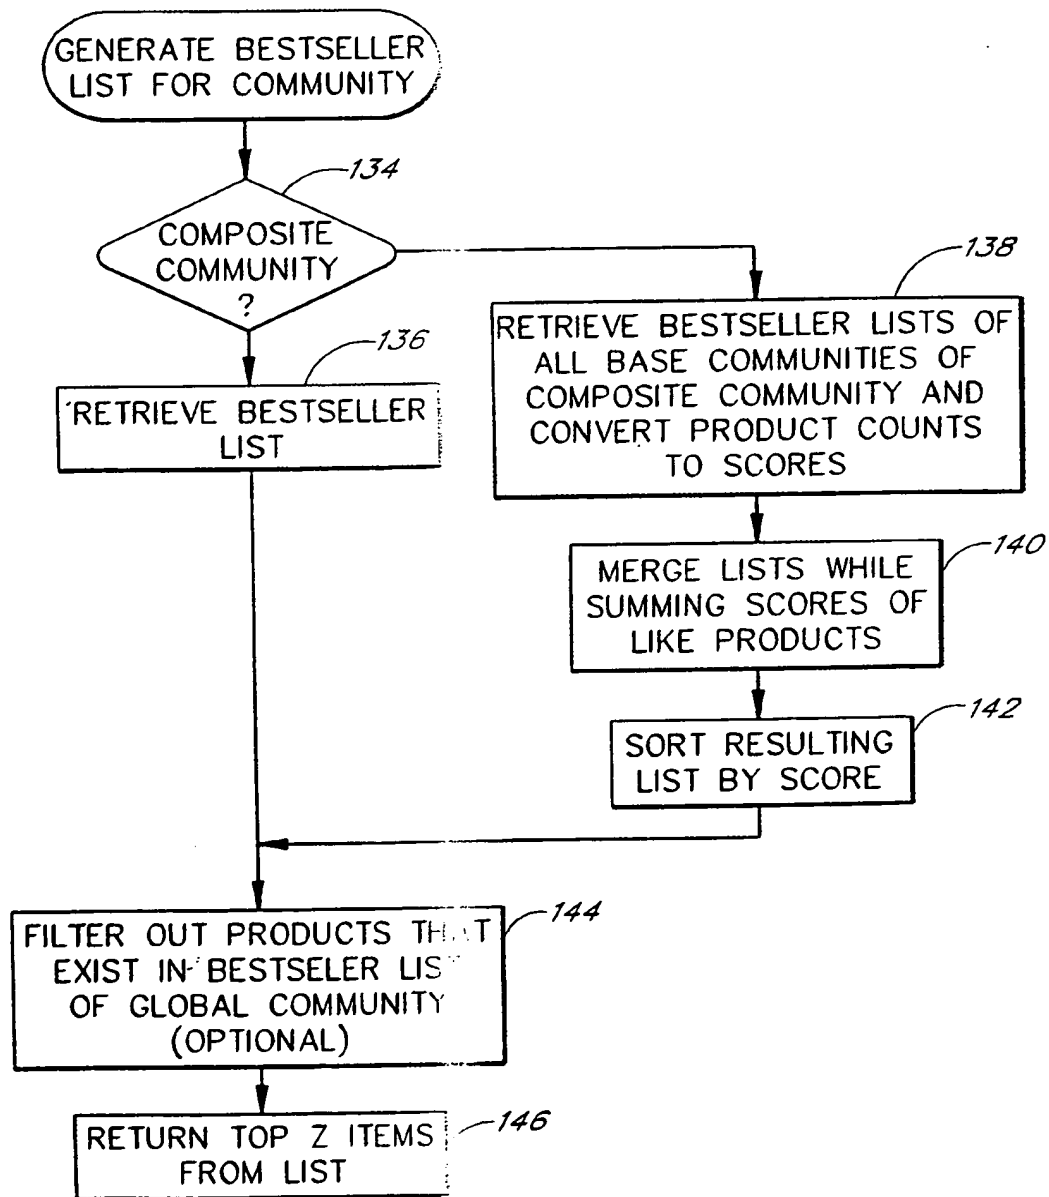 GENERATE BESTSELLER
LIST FOR COMMUNITY
134
COMPOSITE
COMMUNITY
?
136
RETRIEVE BESTSELLER
LIST
138
RETRIEVE BESTSELLER LISTS OF
ALL BASE COMMUNITIES OF
COMPOSITE COMMUNITY AND
CONVERT PRODUCT COUNTS
TO SCORES
140
MERGE LISTS WHILE
SUMMING SCORES OF
LIKE PRODUCTS
142
SORT RESULTING
LIST BY SCORE
144
FILTER OUT PRODUCTS THAT
EXIST IN BESTSELER LIST
OF GLOBAL COMMUNITY
(OPTIONAL)
146
RETURN TOP Z ITEMS
FROM LIST